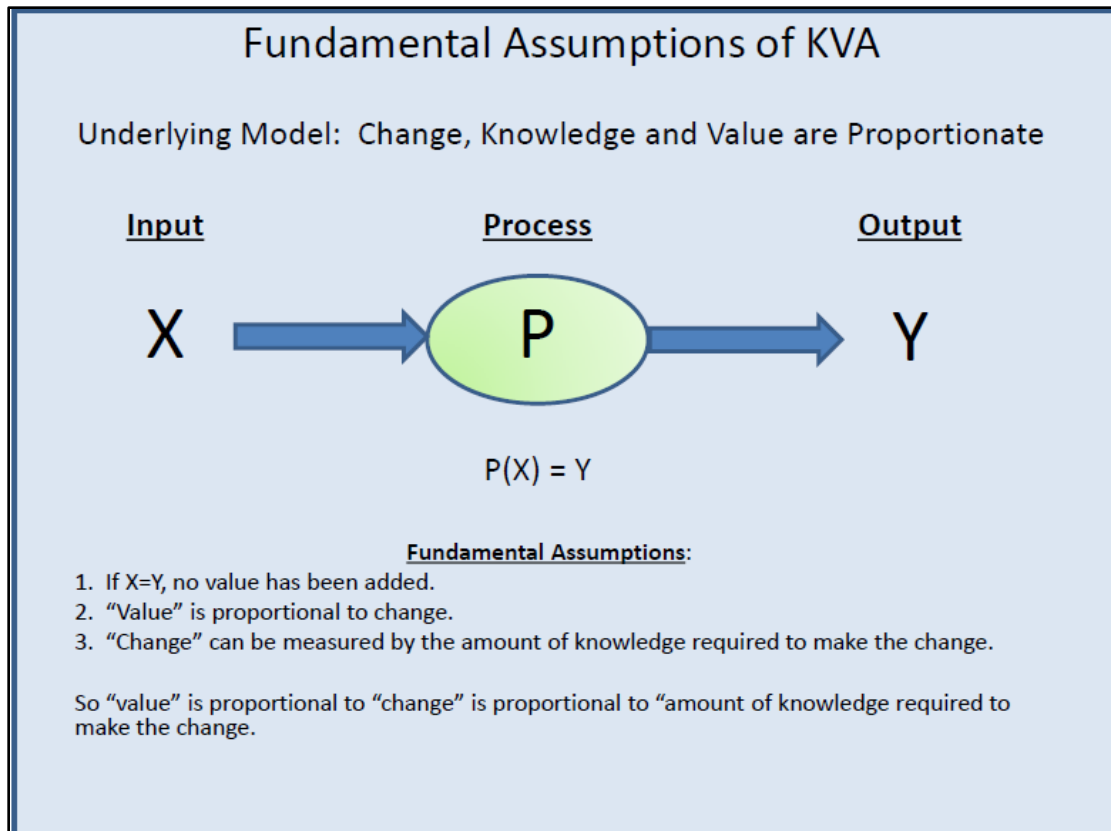 Fundamental Assumptions of KVA
Underlying Model: Change, Knowledge and Value are Proportionate
Input Process Output
X P Y
P(X) = Y
Fundamental Assumptions:
1. If X=Y, no value has been added.
2. “Value” is proportional to change.
3. “Change” can be measured by the amount of knowledge required to make the change.
So “value” is proportional to “change” is proportional to “amount of knowledge required to
make the change.